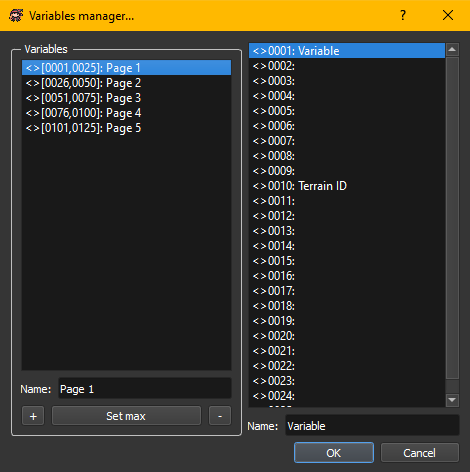 Variables manager...
?
Variables
<>[0001,0025]: Page 1
<>[0026,0050]: Page 2
<>[0051,0075]: Page 3
<>[0076,0100]: Page 4
<>[0101,0125]: Page 5
Name: Page 1
+ Set max -
<>0001: Variable
<>0002:
<>0003:
<>0004:
<>0005:
<>0006:
<>0007:
<>0008:
<>0009:
<>0010: Terrain ID
<>0011:
<>0012:
<>0013:
<>0014:
<>0015:
<>0016:
<>0017:
<>0018:
<>0019:
<>0020:
<>0021:
<>0022:
<>0023:
<>0024:
Name: Variable
OK Cancel